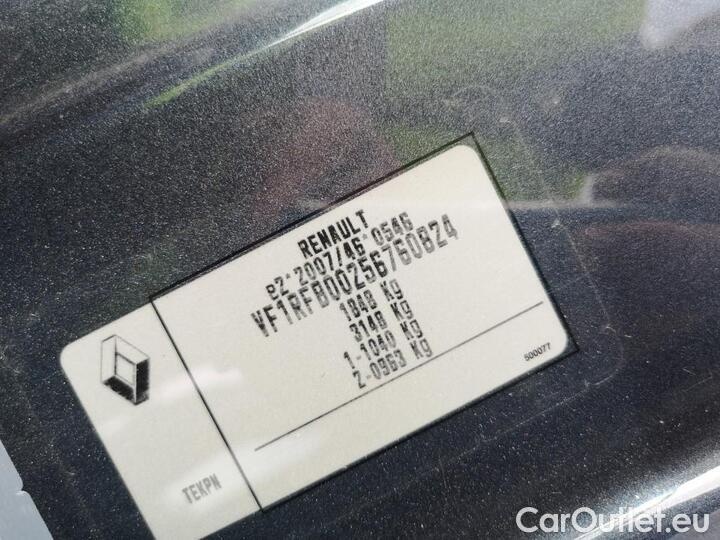 RENAULT
e2*2007/46*0546
VF1RFB00256760824
1848 Kg
3148 Kg
1-1040 Kg
2-0963 Kg
500077
TEKPN
CarOutlet.eu